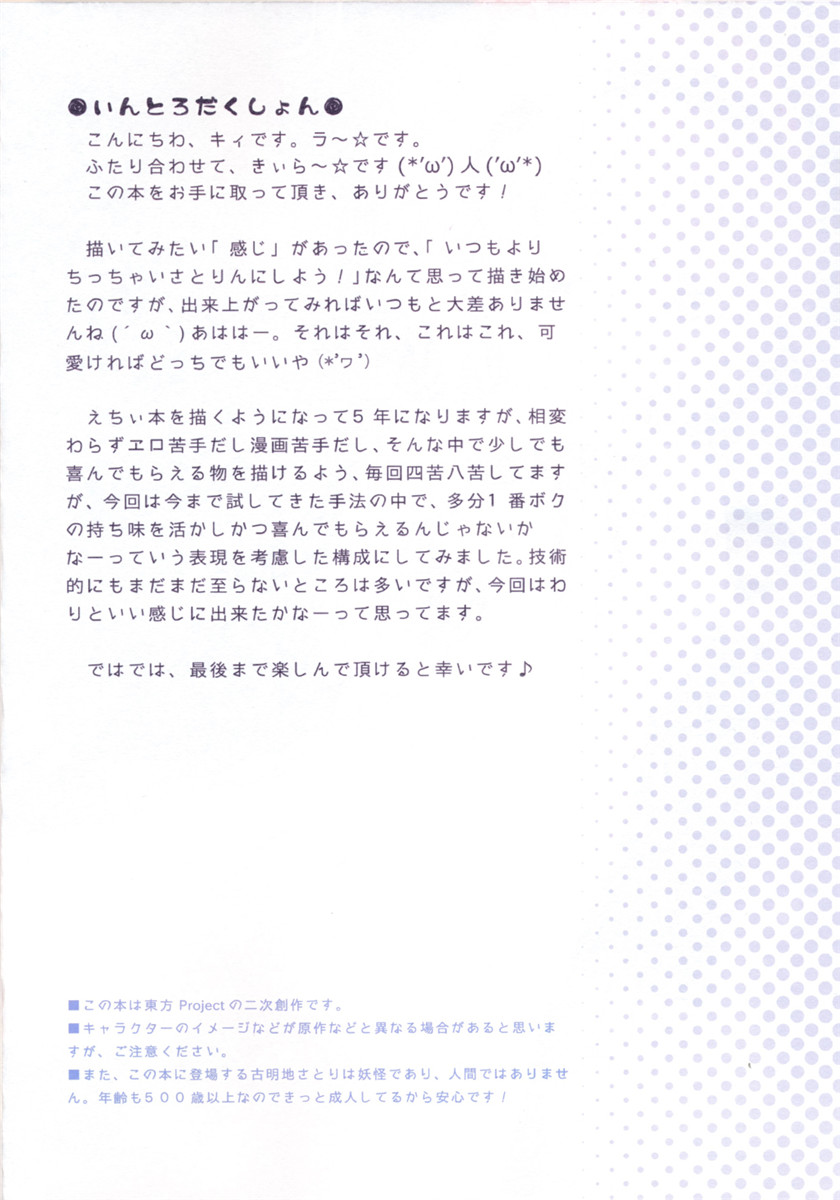 ●いんとろだくしょん●
こんにちわ、キィです。ラ～☆です。
ふたり合わせて、きぃら～☆です(*'ω')人('ω'*)
この本をお手に取って頂き、ありがとうです！
描いてみたい「感じ」があったので、「いつもより
ちっちゃいさとりんにしよう！」なんて思って描き始め
たのですが、出来上がってみればいつもと大差ありませ
んね(´ω｀)あははー。それはそれ、これはこれ、可
愛ければどっちでもいいや(*'ヮ')
えちぃ本を描くようになって5年になりますが、相変
わらずヱロ苦手だし漫画苦手だし、そんな中で少しでも
喜んでもらえる物を描けるよう、毎回四苦八苦してます
が、今回は今まで試してきた手法の中で、多分1番ボク
の持ち味を活かしかつ喜んでもらえるんじゃないか
なーっていう表現を考慮した構成にしてみました。技術
的にもまだまだ至らないところは多いですが、今回はわ
りといい感じに出来たかなーって思ってます。
ではでは、最後まで楽しんで頂けると幸いです♪
■この本は東方Projectの二次創作です。
■キャラクターのイメージなどが原作などと異なる場合があると思いま
すが、ご注意ください。
■また、この本に登場する古明地さとりは妖怪であり、人間ではありませ
ん。年齢も５００歳以上なのできっと成人してるから安心です！